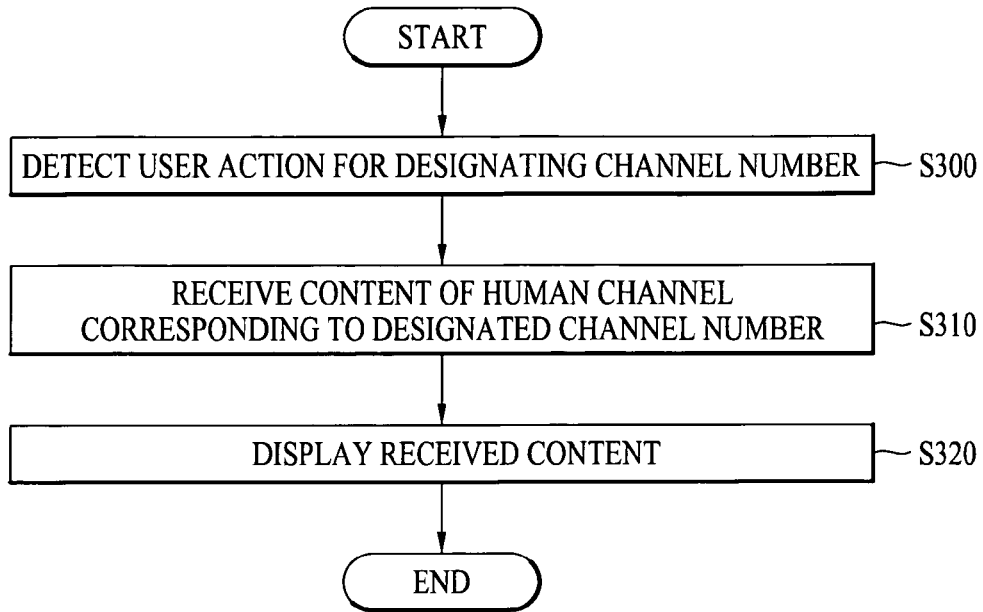 START
DETECT USER ACTION FOR DESIGNATING CHANNEL NUMBER
S300
RECEIVE CONTENT OF HUMAN CHANNEL
CORRESPONDING TO DESIGNATED CHANNEL NUMBER
S310
DISPLAY RECEIVED CONTENT
S320
END